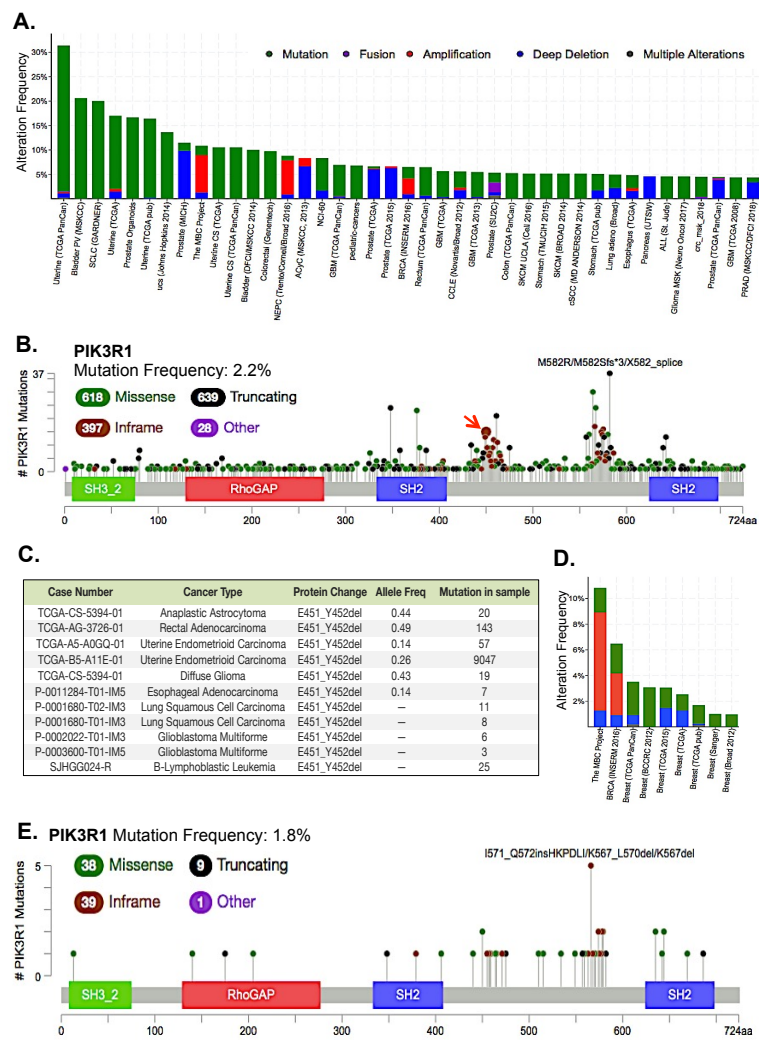 A.
Alteration Frequency
30%
25%
20%
15%
10%
5%
Mutation
Fusion
Amplification
Deep Deletion
Multiple Alterations
Uterine (TCGA PanCan)
Bladder PV (MSKCC)
SCLC (GARDNER)
Uterine (TCGA)
Prostate Organoids
Uterine (TCGA pub)
ucs (Johns Hopkins 2014)
Prostate (MICH)
The MBC Project
Uterine CS (TCGA)
Uterine CS (TCGA PanCan)
Bladder (DFC/MSKCC 2014)
Colorectal (Genentech)
NEPC (Trento/Cornell/Broad 2016)
ACyC (MSKCC, 2013)
NCI-60
GBM (TCGA PanCan)
pediatric-cancers
Prostate (TCGA)
Prostata (TCGA 2015)
BRCA (INSERM 2016)
Rectum (TCGA PanCan)
GBM (TCGA)
CCLE (Novartis/Broad 2012)
GBM (TCGA 2013)
Prostate (SU2C)
Colon (TCGA PanCan)
SKCM UCLA (Cell 2016)
Stomach (TMUCIH 2015)
SKCM (BROAD 2014)
cSCC (MD ANDERSON 2014)
Stomach (TCGA pub)
Lung adeno (Broad)
Esophagus (TCGA)
Pancreas (UTSW)
ALL (St. Jude)
Glioma MSK (Neuro Oncol 2017)
crc_msk_2018
Prostate (TCGA PanCan)
GBM (TCGA 2008)
PRAD (MSKCC/DFCI 2018)
B.
PIK3R1
Mutation Frequency: 2.2%
M582R/M582Sfs*3/X582_splice
618 Missense
639 Truncating
397 Inframe
28 Other
# PIK3R1 Mutations
37
0
SH3_2
RhoGAP
SH2
SH2
0 100 200 300 400 500 600 724aa
C.
Case Number Cancer Type Protein Change Allele Freq Mutation in sample
TCGA-CS-5394-01 Anaplastic Astrocytoma E451_Y452del 0.44 20
TCGA-AG-3726-01 Rectal Adenocarcinoma E451_Y452del 0.49 143
TCGA-A5-A0GQ-01 Uterine Endometrioid Carcinoma E451_Y452del 0.14 57
TCGA-B5-A11E-01 Uterine Endometrioid Carcinoma E451_Y452del 0.26 9047
TCGA-CS-5394-01 Diffuse Glioma E451_Y452del 0.43 19
P-0011284-T01-IM5 Esophageal Adenocarcinoma E451_Y452del 0.14 7
P-0001680-T02-IM3 Lung Squamous Cell Carcinoma E451_Y452del — 11
P-0001680-T01-IM3 Lung Squamous Cell Carcinoma E451_Y452del — 8
P-0002022-T01-IM3 Glioblastoma Multiforme E451_Y452del — 6
P-0003600-T01-IM5 Glioblastoma Multiforme E451_Y452del — 3
SJHGG024-R B-Lymphoblastic Leukemia E451_Y452del — 25
D.
Alteration Frequency
10%
8%
6%
4%
2%
The MBC Project
BRCA (INSERM 2016)
Breast (TCGA PanCan)
Breast (BCCRC 2012)
Breast (TCGA 2015)
Breast (TCGA)
Breast (TCGA pub)
Breast (Sanger)
Breast (Broad 2012)
E. PIK3R1 Mutation Frequency: 1.8%
I571_Q572insHKPDLI/K567_L570del/K567del
38 Missense
9 Truncating
39 Inframe
1 Other
# PIK3R1 Mutations
5
0
SH3_2
RhoGAP
SH2
SH2
0 100 200 300 400 500 600 724aa